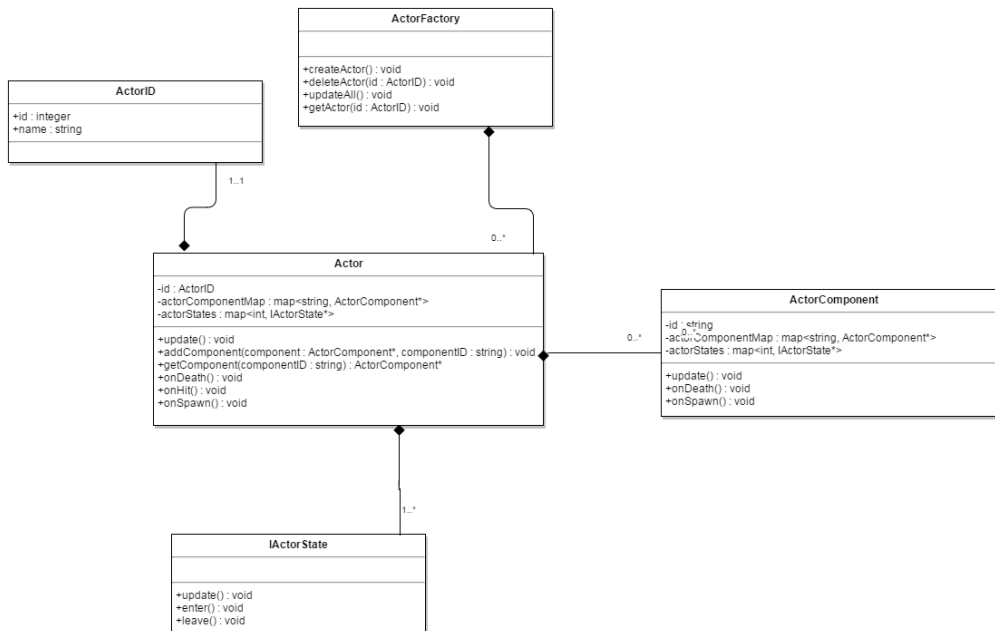 ActorFactory
+createActor() : void
+deleteActor(id : ActorID) : void
+updateAll() : void
+getActor(id : ActorID) : void
ActorID
+id : integer
+name : string
1..1
0..*
Actor
-id : ActorID
-actorComponentMap : map<string, ActorComponent*>
-actorStates : map<int, IActorState*>
+update() : void
+addComponent(component : ActorComponent*, componentID : string) : void
+getComponent(componentID : string) : ActorComponent*
+onDeath() : void
+onHit() : void
+onSpawn() : void
0..*
ActorComponent
-id : string
0..*
-actorComponentMap : map<string, ActorComponent*>
-actorStates : map<int, IActorState*>
+update() : void
+onDeath() : void
+onSpawn() : void
1..*
IActorState
+update() : void
+enter() : void
+leave() : void